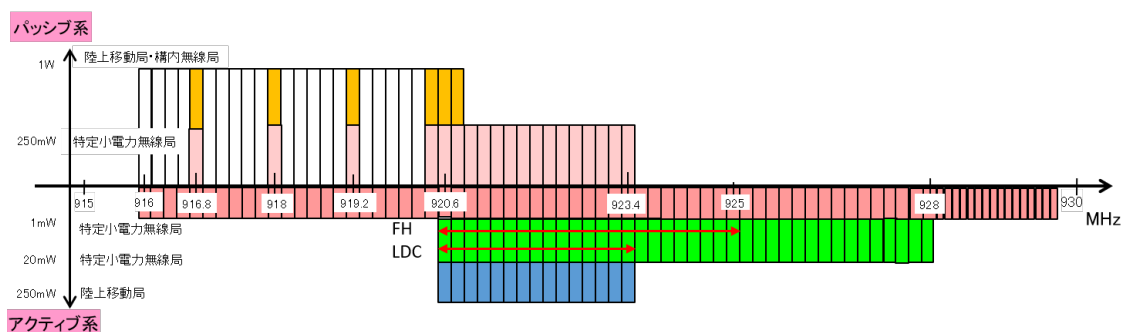 パッシブ系
1W
陸上移動局・構内無線局
250mW
特定小電力無線局
915
916
916.8
918
919.2
920.6
923.4
925
928
930
MHz
1mW
特定小電力無線局
FH
LDC
20mW
特定小電力無線局
250mW
陸上移動局
アクティブ系